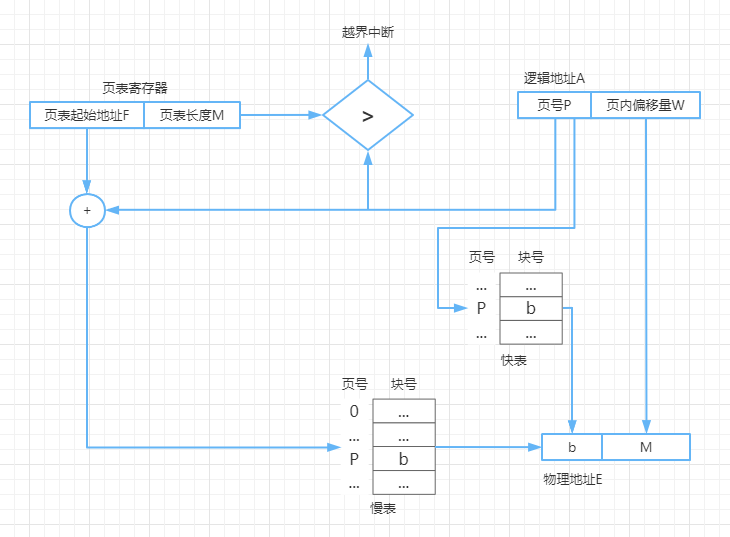 越界中断
页表寄存器
逻辑地址A
页表起始地址F 页表长度M
>
页号P 页内偏移量W
+
页号 块号
... ...
P b
... ...
快表
页号 块号
0 ...
... ...
P b
... ...
慢表
b M
物理地址E